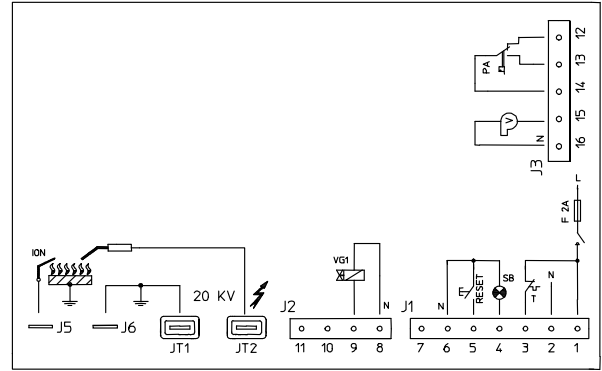 12
PA
13
14
V
15
N
16
J3
L
F 2A
ION
VG1
SB
RESET
T
20 KV
N
N
N
J2
J1
J5
J6
JT1
JT2
11 10 9 8
7 6 5 4 3 2 1